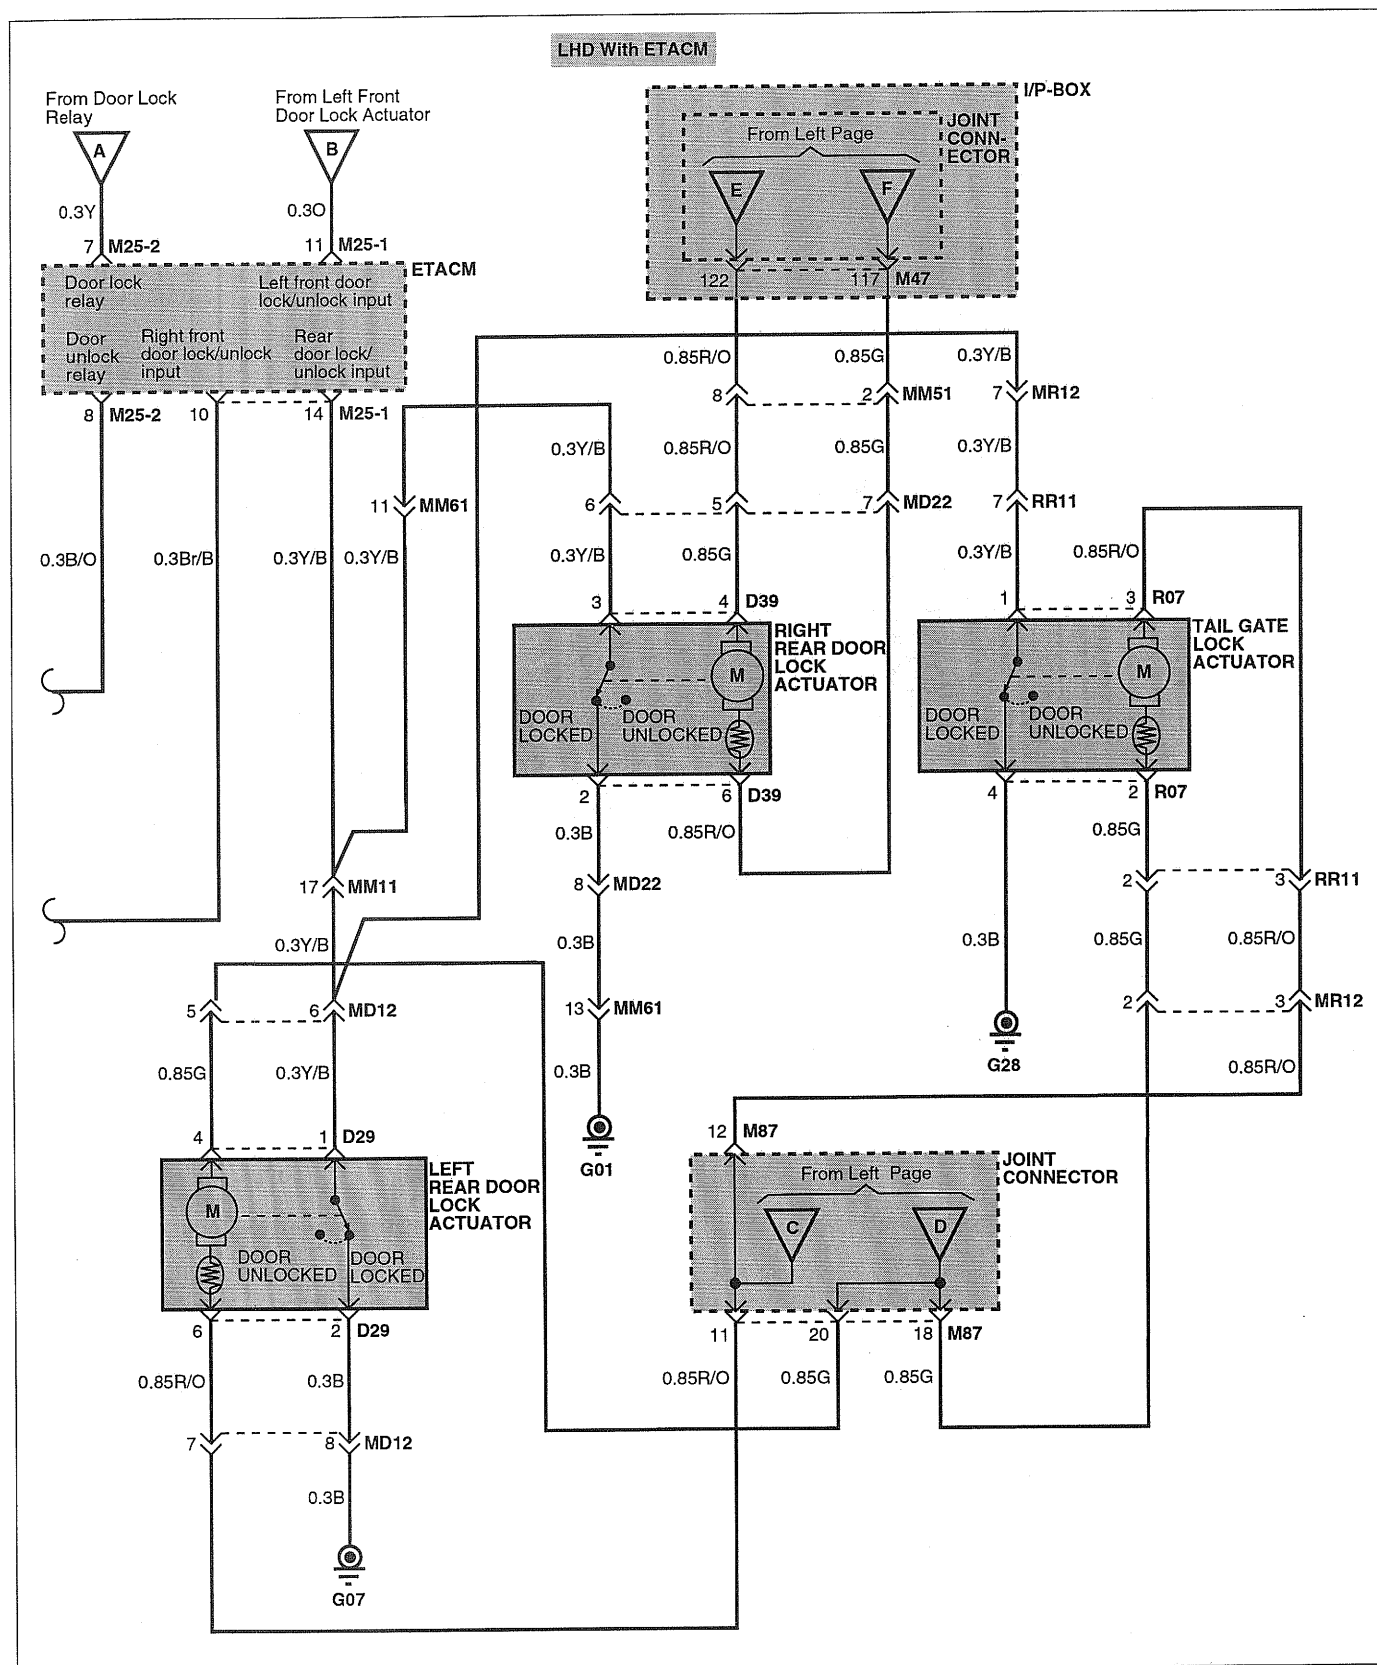 LHD With ETACM
From Door Lock
Relay
A
From Left Front
Door Lock Actuator
B
I/P-BOX
JOINT
CONN-
ECTOR
From Left Page
E
F
0.3Y
0.3O
7 M25-2
11 M25-1
ETACM
122
117 M47
Door lock
relay
Left front door
lock/unlock input
Door
unlock
relay
Right front
door lock/unlock
input
Rear
door lock/
unlock input
8 M25-2
10
14 M25-1
0.85R/O
0.85G
0.3Y/B
8
2 MM51
7 MR12
0.3Y/B
0.85R/O
0.85G
0.3Y/B
11 MM61
6
5
7 MD22
7 RR11
0.3B/O
0.3Br/B
0.3Y/B
0.3Y/B
0.3Y/B
0.85G
0.3Y/B
0.85R/O
3
4 D39
1
3 R07
RIGHT
REAR DOOR
LOCK
ACTUATOR
M
DOOR
LOCKED
DOOR
UNLOCKED
TAIL GATE
LOCK
ACTUATOR
M
DOOR
LOCKED
DOOR
UNLOCKED
2
6 D39
4
2 R07
0.3B
0.85R/O
0.85G
17 MM11
8 MD22
2
3 RR11
0.3Y/B
0.3B
0.3B
0.85G
0.85R/O
5
6 MD12
13 MM61
2
3 MR12
G28
0.85G
0.3Y/B
0.3B
0.85R/O
4
1 D29
G01
12 M87
LEFT
REAR DOOR
LOCK
ACTUATOR
M
DOOR
UNLOCKED
DOOR
LOCKED
JOINT
CONNECTOR
From Left Page
C
D
6
2 D29
11
20
18 M87
0.85R/O
0.3B
0.85R/O
0.85G
0.85G
7
8 MD12
0.3B
G07